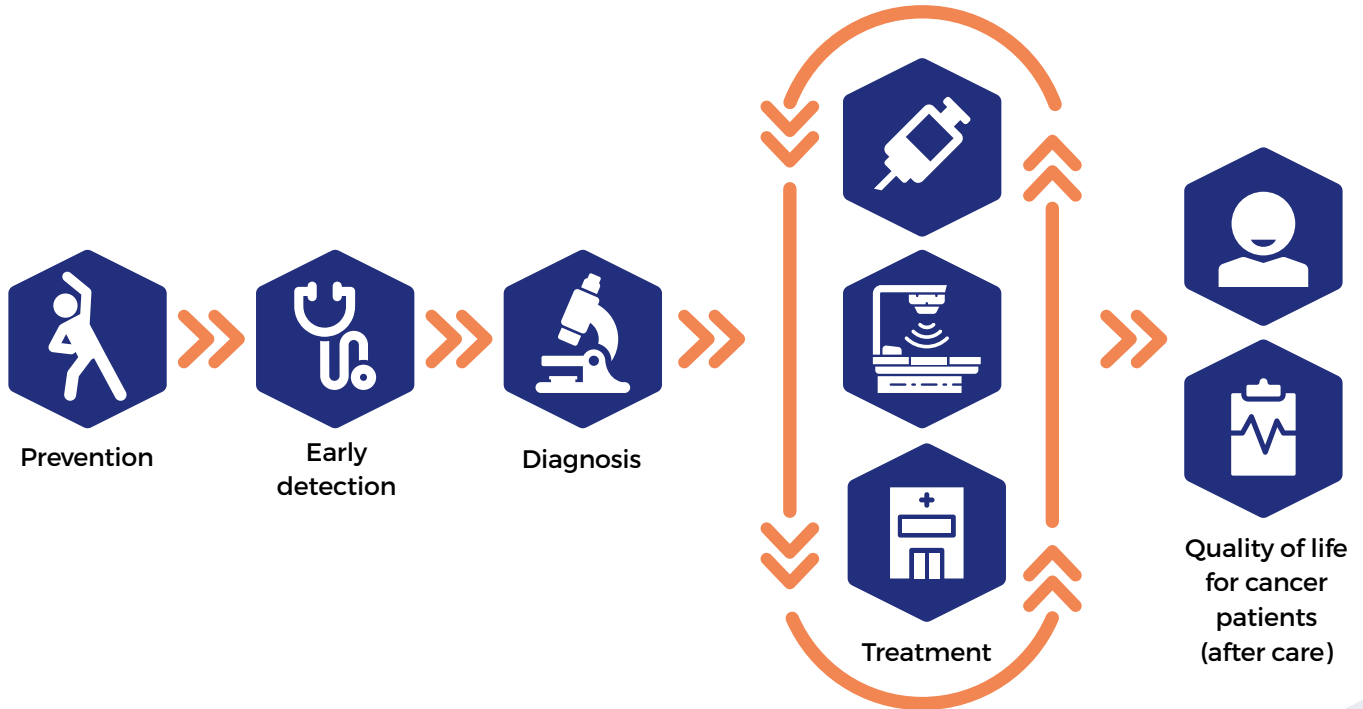 Prevention
Early
detection
Diagnosis
Treatment
Quality of life
for cancer
patients
(after care)